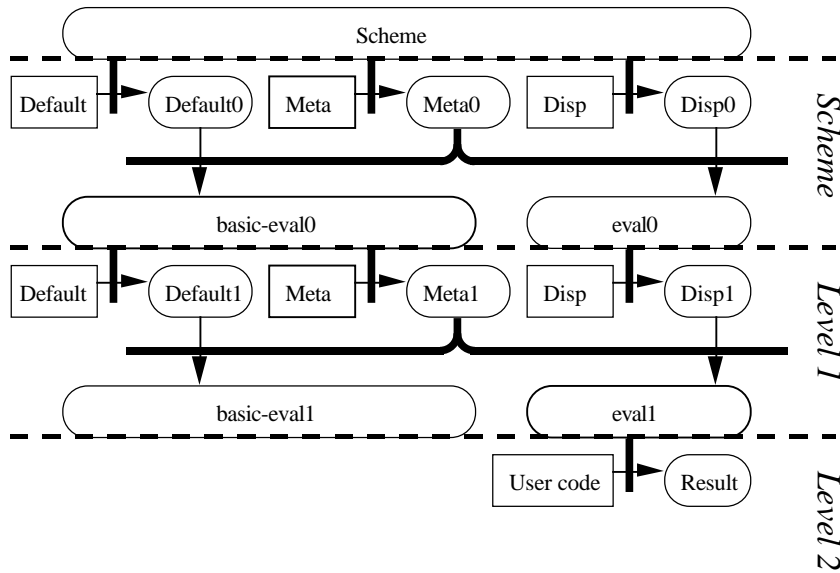 Scheme
Default
Default0
Meta
Meta0
Disp
Disp0
Scheme
basic-eval0
eval0
Default
Default1
Meta
Meta1
Disp
Disp1
Level 1
basic-eval1
eval1
User code
Result
Level 2